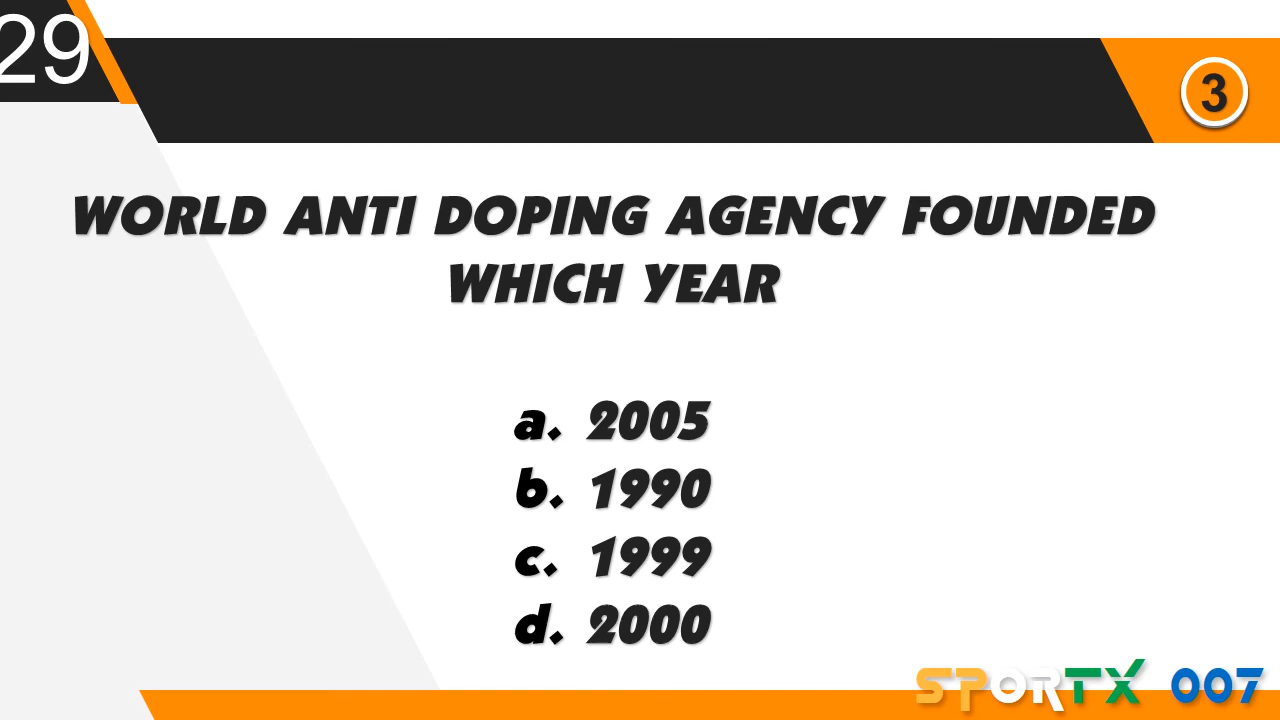 29
3
WORLD ANTI DOPING AGENCY FOUNDED
WHICH YEAR
a. 2005
b. 1990
c. 1999
d. 2000
SPORTX 007